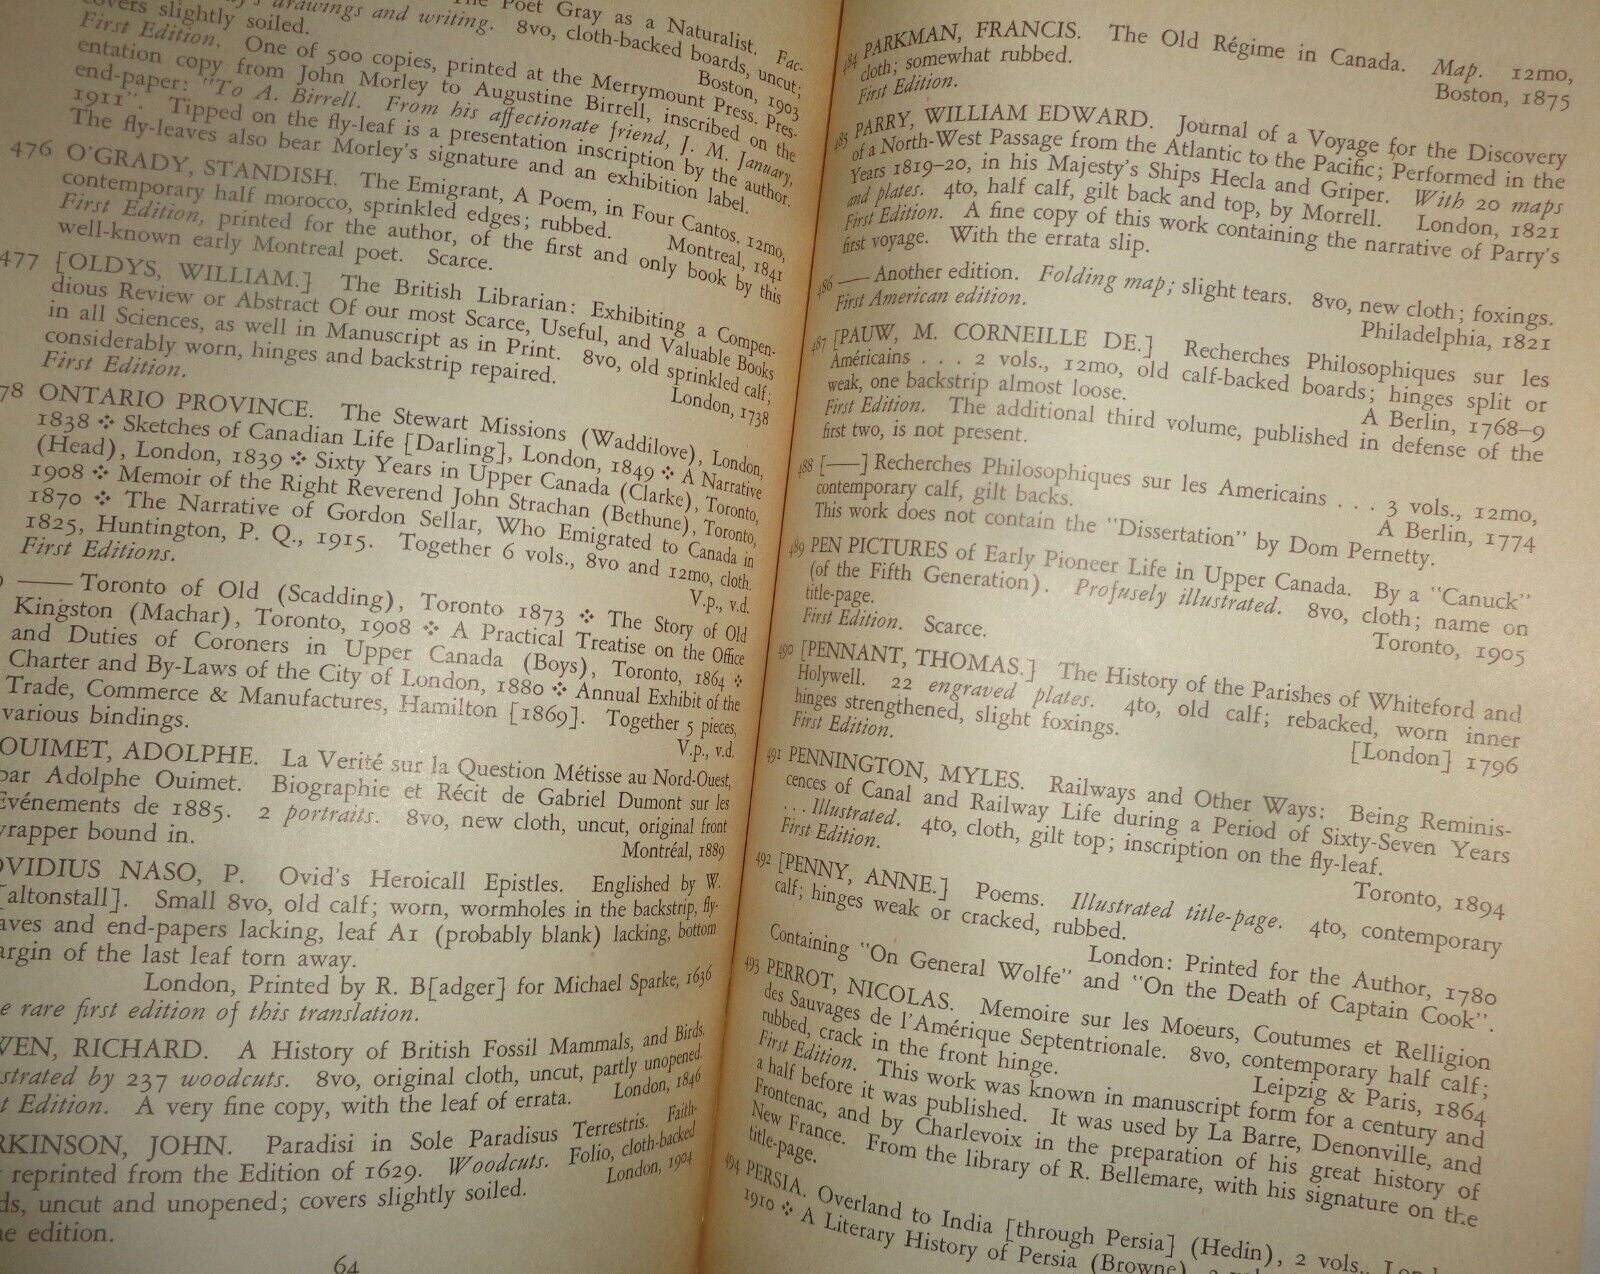 The Poet Gray as a Naturalist. Fac-
drawings and writing. 8vo, cloth-backed boards, uncut;
covers slightly soiled. Boston, 1903
First Edition. One of 500 copies, printed at the Merrymount Press. Pres-
entation copy from John Morley to Augustine Birrell, inscribed on the
end-paper: "To A. Birrell. From his affectionate friend, J. M. January,
1911". Tipped on the fly-leaf is a presentation inscription by the author.
The fly-leaves also bear Morley's signature and an exhibition label.
476 O'GRADY, STANDISH. The Emigrant, A Poem, in Four Cantos. 12mo,
contemporary half morocco, sprinkled edges; rubbed. Montreal, 1841
First Edition, printed for the author, of the first and only book by this
well-known early Montreal poet. Scarce.
477 [OLDYS, WILLIAM.] The British Librarian: Exhibiting a Compen-
dious Review or Abstract Of our most Scarce, Useful, and Valuable Books
in all Sciences, as well in Manuscript as in Print. 8vo, old sprinkled calf;
considerably worn, hinges and backstrip repaired. London, 1738
First Edition.
78 ONTARIO PROVINCE. The Stewart Missions (Waddilove), London,
1838 ⁘ Sketches of Canadian Life [Darling], London, 1849 ⁘ A Narrative
(Head), London, 1839 ⁘ Sixty Years in Upper Canada (Clarke), Toronto,
1908 ⁘ Memoir of the Right Reverend John Strachan (Bethune), Toronto,
1870 ⁘ The Narrative of Gordon Sellar, Who Emigrated to Canada in
1825, Huntington, P. Q., 1915. Together 6 vols., 8vo and 12mo, cloth.
First Editions. V.p., v.d.
—— Toronto of Old (Scadding), Toronto 1873 ⁘ The Story of Old
Kingston (Machar), Toronto, 1908 ⁘ A Practical Treatise on the Office
and Duties of Coroners in Upper Canada (Boys), Toronto, 1864 ⁘
Charter and By-Laws of the City of London, 1880 ⁘ Annual Exhibit of the
Trade, Commerce & Manufactures, Hamilton [1869]. Together 5 pieces,
various bindings. V.p., v.d.
OUIMET, ADOLPHE. La Verité sur la Question Métisse au Nord-Ouest,
par Adolphe Ouimet. Biographie et Récit de Gabriel Dumont sur les
Evénements de 1885. 2 portraits. 8vo, new cloth, uncut, original front
wrapper bound in. Montréal, 1889
OVIDIUS NASO, P. Ovid's Heroicall Epistles. Englished by W.
[altonstall]. Small 8vo, old calf; worn, wormholes in the backstrip, fly-
aves and end-papers lacking, leaf A1 (probably blank) lacking, bottom
argin of the last leaf torn away.
London, Printed by R. B[adger] for Michael Sparke, 1636
e rare first edition of this translation.
WEN, RICHARD. A History of British Fossil Mammals, and Birds.
strated by 237 woodcuts. 8vo, original cloth, uncut, partly unopened.
t Edition. A very fine copy, with the leaf of errata. London, 1846
RKINSON, JOHN. Paradisi in Sole Paradisus Terrestris. Faith-
reprinted from the Edition of 1629. Woodcuts. Folio, cloth-backed
ds, uncut and unopened; covers slightly soiled. London, 1904
ne edition.
64
484 PARKMAN, FRANCIS. The Old Régime in Canada. Map. 12mo,
cloth; somewhat rubbed. Boston, 1875
First Edition.
485 PARRY, WILLIAM EDWARD. Journal of a Voyage for the Discovery
of a North-West Passage from the Atlantic to the Pacific; Performed in the
Years 1819-20, in his Majesty's Ships Hecla and Griper. With 20 maps
and plates. 4to, half calf, gilt back and top, by Morrell. London, 1821
First Edition. A fine copy of this work containing the narrative of Parry's
first voyage. With the errata slip.
486 —— Another edition. Folding map; slight tears. 8vo, new cloth; foxings.
First American edition. Philadelphia, 1821
487 [PAUW, M. CORNEILLE DE.] Recherches Philosophiques sur les
Américains . . . 2 vols., 12mo, old calf-backed boards; hinges split or
weak, one backstrip almost loose. A Berlin, 1768-9
First Edition. The additional third volume, published in defense of the
first two, is not present.
488 [——] Recherches Philosophiques sur les Americains . . . 3 vols., 12mo,
contemporary calf, gilt backs. A Berlin, 1774
This work does not contain the "Dissertation" by Dom Pernetty.
489 PEN PICTURES of Early Pioneer Life in Upper Canada. By a "Canuck"
(of the Fifth Generation). Profusely illustrated. 8vo, cloth; name on
title-page. Toronto, 1905
First Edition. Scarce.
490 [PENNANT, THOMAS.] The History of the Parishes of Whiteford and
Holywell. 22 engraved plates. 4to, old calf; rebacked, worn inner
hinges strengthened, slight foxings. [London] 1796
First Edition.
491 PENNINGTON, MYLES. Railways and Other Ways: Being Reminis-
cences of Canal and Railway Life during a Period of Sixty-Seven Years
. . . Illustrated. 4to, cloth, gilt top; inscription on the fly-leaf.
First Edition. Toronto, 1894
492 [PENNY, ANNE.] Poems. Illustrated title-page. 4to, contemporary
calf; hinges weak or cracked, rubbed.
London: Printed for the Author, 1780
Containing "On General Wolfe" and "On the Death of Captain Cook".
493 PERROT, NICOLAS. Memoire sur les Moeurs, Coutumes et Relligion
des Sauvages de l'Amérique Septentrionale. 8vo, contemporary half calf;
rubbed, crack in the front hinge. Leipzig & Paris, 1864
First Edition. This work was known in manuscript form for a century and
a half before it was published. It was used by La Barre, Denonville, and
Frontenac, and by Charlevoix in the preparation of his great history of
New France. From the library of R. Bellemare, with his signature on the
title-page.
494 PERSIA. Overland to India [through Persia] (Hedin), 2 vols.,
1910 ⁘ A Literary History of Persia (Browne),